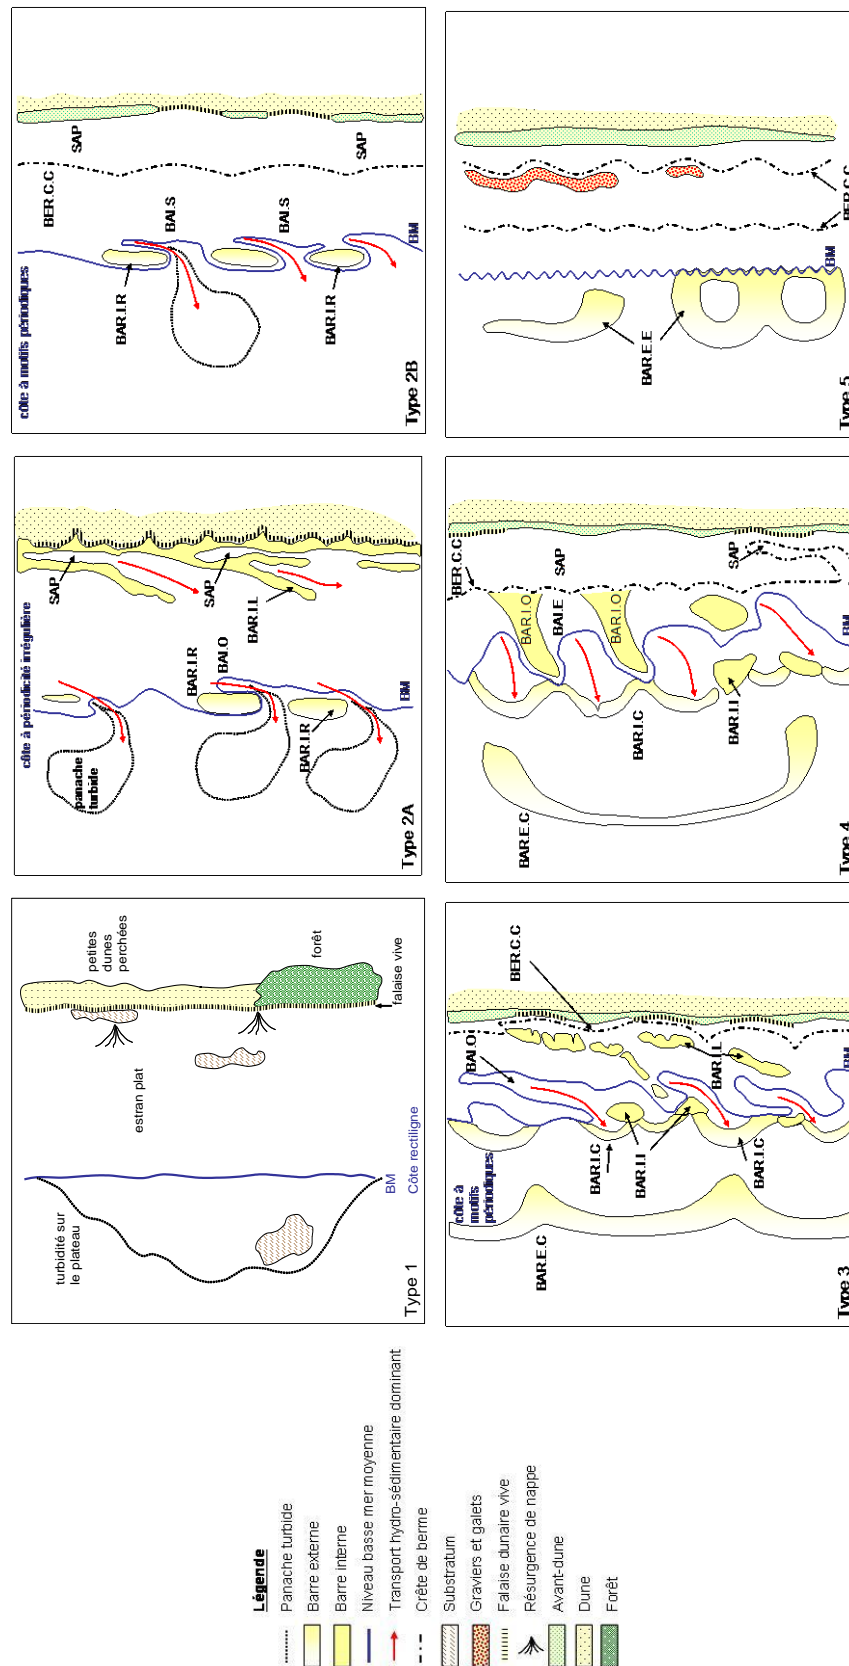 Légende
Panache turbide
Barre externe
Barre interne
Niveau basse mer moyenne
Transport hydro-sédimentaire dominant
Crête de berme
Substratum
Graviers et galets
Falaise dunaire vive
Résurgence de nappe
Avant-dune
Dune
Forêt
turbidité sur
le plateau
estran plat
petites
dunes
perchées
forêt
falaise vive
BM
Côte rectiligne
Type 1
côte à périodicité irrégulière
panache
turbide
SAP
SAP
BAR.I.L
BAR.I.R
BAI.O
BAR.I.R
BM
Type 2A
côte à motifs périodiques
BER.C.C
SAP
SAP
BAI.S
BAI.S
BAR.I.R
BAR.I.R
BM
Type 2B
côte à
motifs
périodiques
BAI.O
BER.C.C
BAR.I.L
BAR.I.C
BAR.I.I
BAR.I.C
BAR.E.C
BM
Type 3
BER.C.C
SAP
SAP
BAR.I.O
BAI.E
BAR.I.O
BAR.I.C
BAR.I.I
BAR.E.C
BM
Type 4
BER.C.C
BER.C.C
BAR.E.E
BM
Type 5